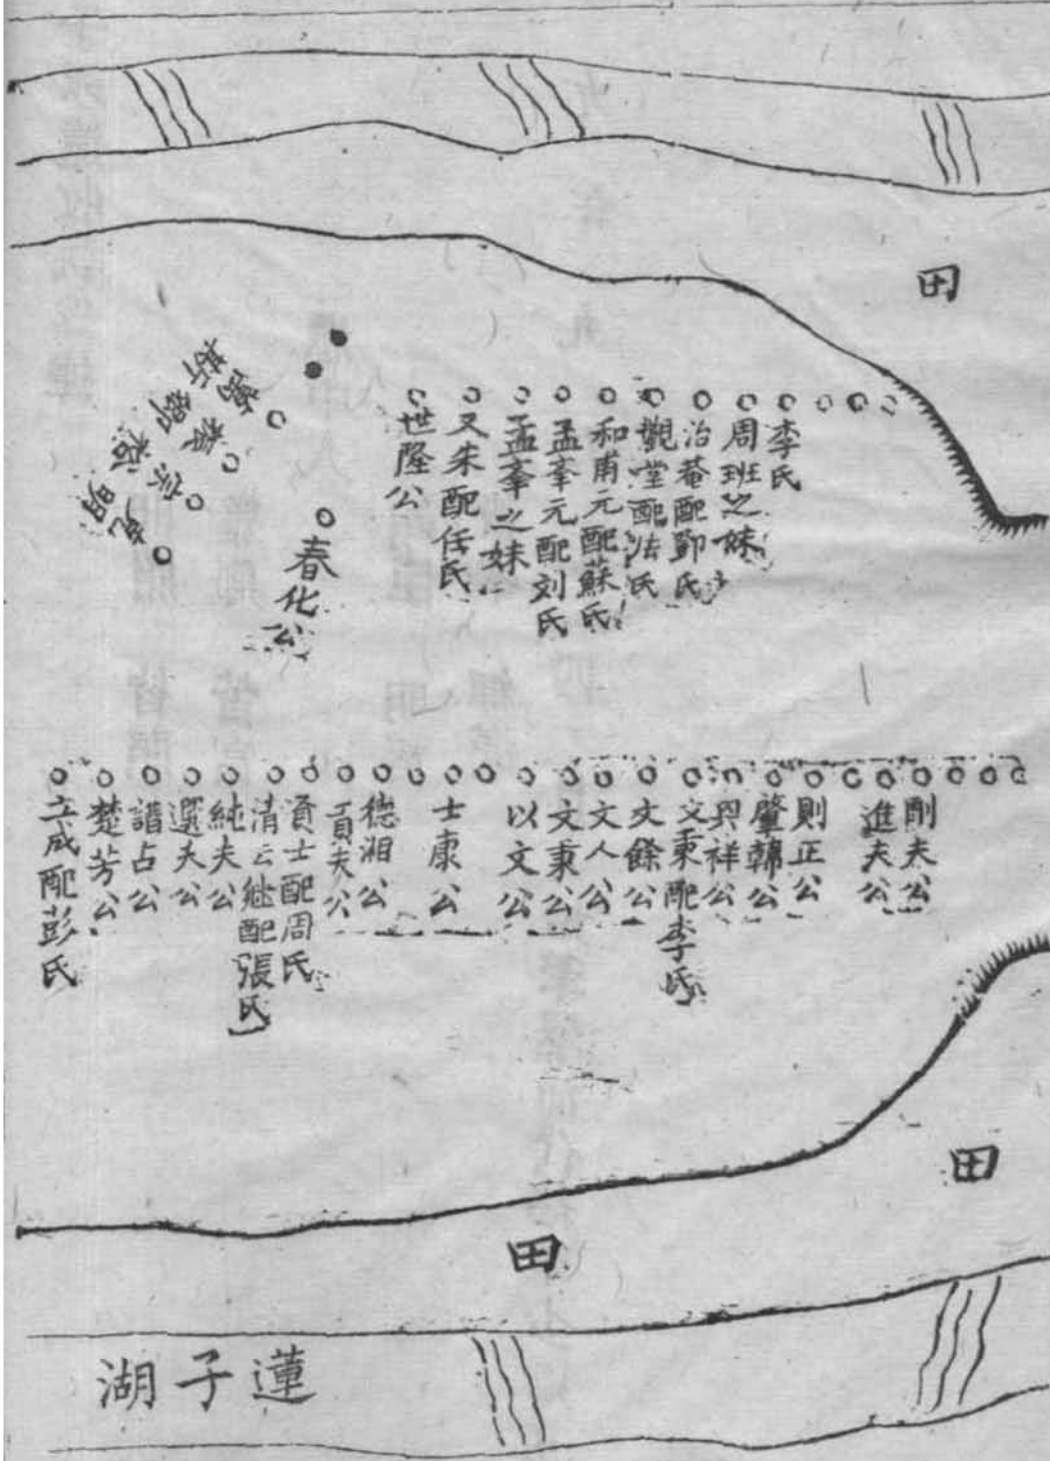 田
李氏
周班之妹
治菴配鄧氏
觀堂配法氏
和甫元配蘇氏
孟峯元配刘氏
孟峯之妹
又朱配任氏
世隆公
春化公
剛夫公
進夫公
則正公
肇韓公
興祥公
文秉配李氏
文餘公
文人公
文秉公
以文公
士康公
德湘公
貢夫公
貢士配周氏
清云継配張氏
純夫公
選夫公
譜占公
楚芳公
立成配彭氏
田
田
蓮子湖